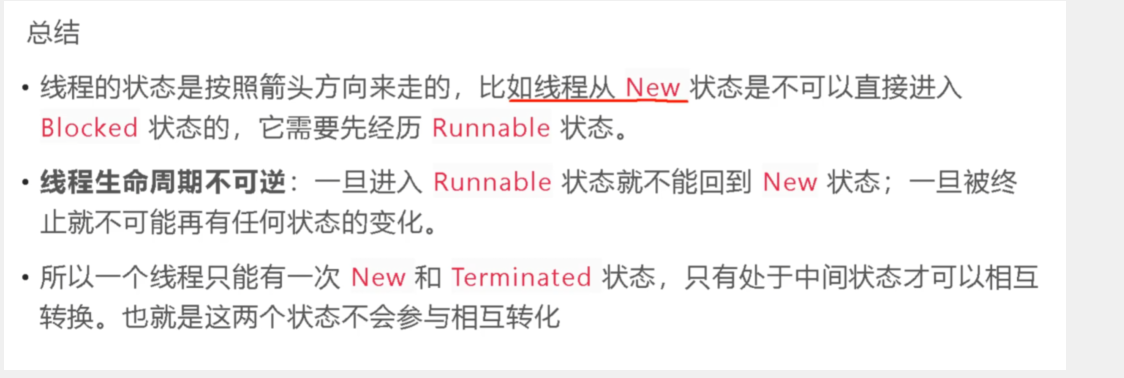 总结
• 线程的状态是按照箭头方向来走的，比如线程从 New 状态是不可以直接进入
Blocked 状态的，它需要先经历 Runnable 状态。
• 线程生命周期不可逆：一旦进入 Runnable 状态就不能回到 New 状态；一旦被终
止就不可能再有任何状态的变化。
• 所以一个线程只能有一次 New 和 Terminated 状态，只有处于中间状态才可以相互
转换。也就是这两个状态不会参与相互转化